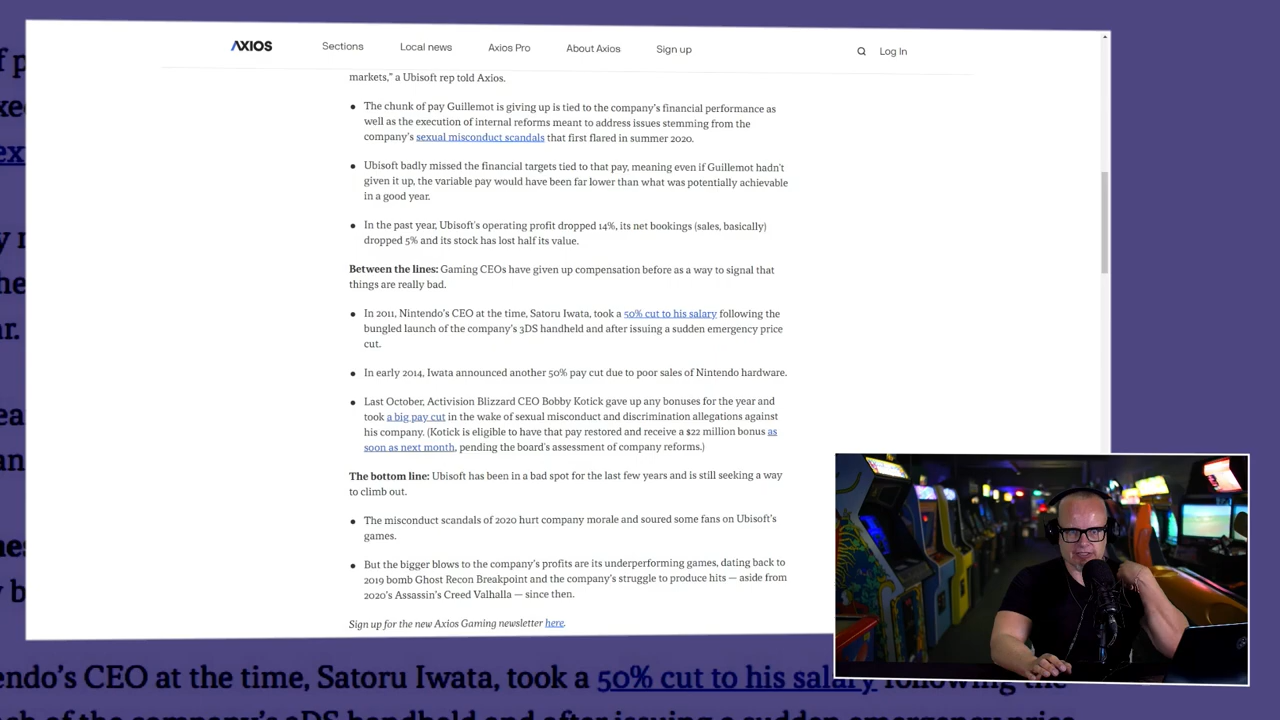 AXIOS
Sections
Local news
Axios Pro
About Axios
Sign up
Log In
markets," a Ubisoft rep told Axios.
• The chunk of pay Guillemot is giving up is tied to the company's financial performance as
well as the execution of internal reforms meant to address issues stemming from the
company's sexual misconduct scandals that first flared in summer 2020.
• Ubisoft badly missed the financial targets tied to that pay, meaning even if Guillemot hadn't
given it up, the variable pay would have been far lower than what was potentially achievable
in a good year.
• In the past year, Ubisoft's operating profit dropped 14%, its net bookings (sales, basically)
dropped 5% and its stock has lost half its value.
Between the lines: Gaming CEOs have given up compensation before as a way to signal that
things are really bad.
• In 2011, Nintendo's CEO at the time, Satoru Iwata, took a 50% cut to his salary following the
bungled launch of the company's 3DS handheld and after issuing a sudden emergency price
cut.
• In early 2014, Iwata announced another 50% pay cut due to poor sales of Nintendo hardware.
• Last October, Activision Blizzard CEO Bobby Kotick gave up any bonuses for the year and
took a big pay cut in the wake of sexual misconduct and discrimination allegations against
his company. (Kotick is eligible to have that pay restored and receive a $22 million bonus as
soon as next month, pending the board's assessment of company reforms.)
The bottom line: Ubisoft has been in a bad spot for the last few years and is still seeking a way
to climb out.
• The misconduct scandals of 2020 hurt company morale and soured some fans on Ubisoft's
games.
• But the bigger blows to the company's profits are its underperforming games, dating back to
2019 bomb Ghost Recon Breakpoint and the company's struggle to produce hits — aside from
2020's Assassin's Creed Valhalla — since then.
Sign up for the new Axios Gaming newsletter here.
endo's CEO at the time, Satoru Iwata, took a 50% cut to his salary following the